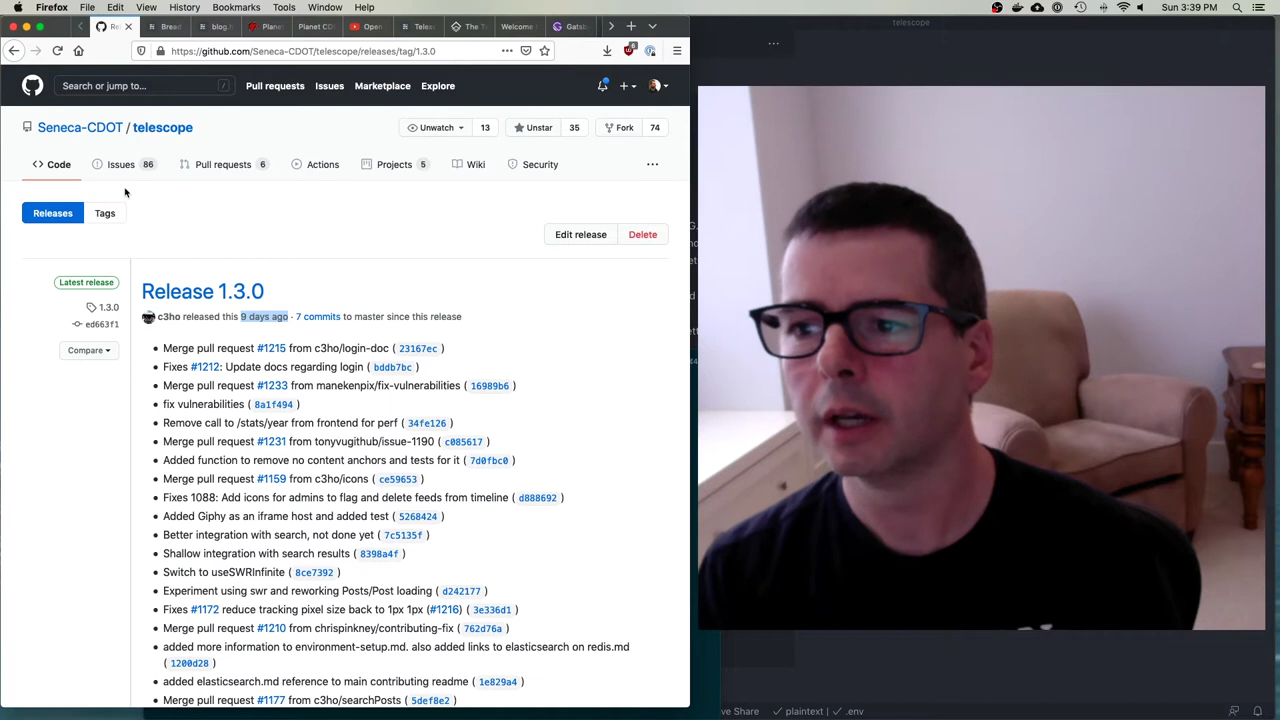 Firefox File Edit View History Bookmarks Tools Window Help
Sun 3:39 PM
Rel
Bread
blog.h
Planet
Planet CD
Open
Telesc
The T
Welcome
Gatsb
telescope
https://github.com/Seneca-CDOT/telescope/releases/tag/1.3.0
Search or jump to... /
Pull requests Issues Marketplace Explore
Seneca-CDOT / telescope
Unwatch 13 Unstar 35 Fork 74
Code Issues 86 Pull requests 6 Actions Projects 5 Wiki Security
Releases Tags
Edit release Delete
Latest release
1.3.0
ed663f1
Compare
Release 1.3.0
c3ho released this 9 days ago · 7 commits to master since this release
• Merge pull request #1215 from c3ho/login-doc ( 23167ec )
• Fixes #1212: Update docs regarding login ( bddb7bc )
• Merge pull request #1233 from manekenpix/fix-vulnerabilities ( 16989b6 )
• fix vulnerabilities ( 8a1f494 )
• Remove call to /stats/year from frontend for perf ( 34fe126 )
• Merge pull request #1231 from tonyvugithub/issue-1190 ( c085617 )
• Added function to remove no content anchors and tests for it ( 7d0fbc0 )
• Merge pull request #1159 from c3ho/icons ( ce59653 )
• Fixes 1088: Add icons for admins to flag and delete feeds from timeline ( d888692 )
• Added Giphy as an iframe host and added test ( 5268424 )
• Better integration with search, not done yet ( 7c5135f )
• Shallow integration with search results ( 8398a4f )
• Switch to useSWRInfinite ( 8ce7392 )
• Experiment using swr and reworking Posts/Post loading ( d242177 )
• Fixes #1172 reduce tracking pixel size back to 1px 1px (#1216) ( 3e336d1 )
• Merge pull request #1210 from chrispinkney/contributing-fix ( 762d76a )
• added more information to environment-setup.md. also added links to elasticsearch on redis.md
( 1200d28 )
• added elasticsearch.md reference to main contributing readme ( 1e829a4 )
• Merge pull request #1177 from c3ho/searchPosts ( 5def8e2 )
ve Share plaintext .env